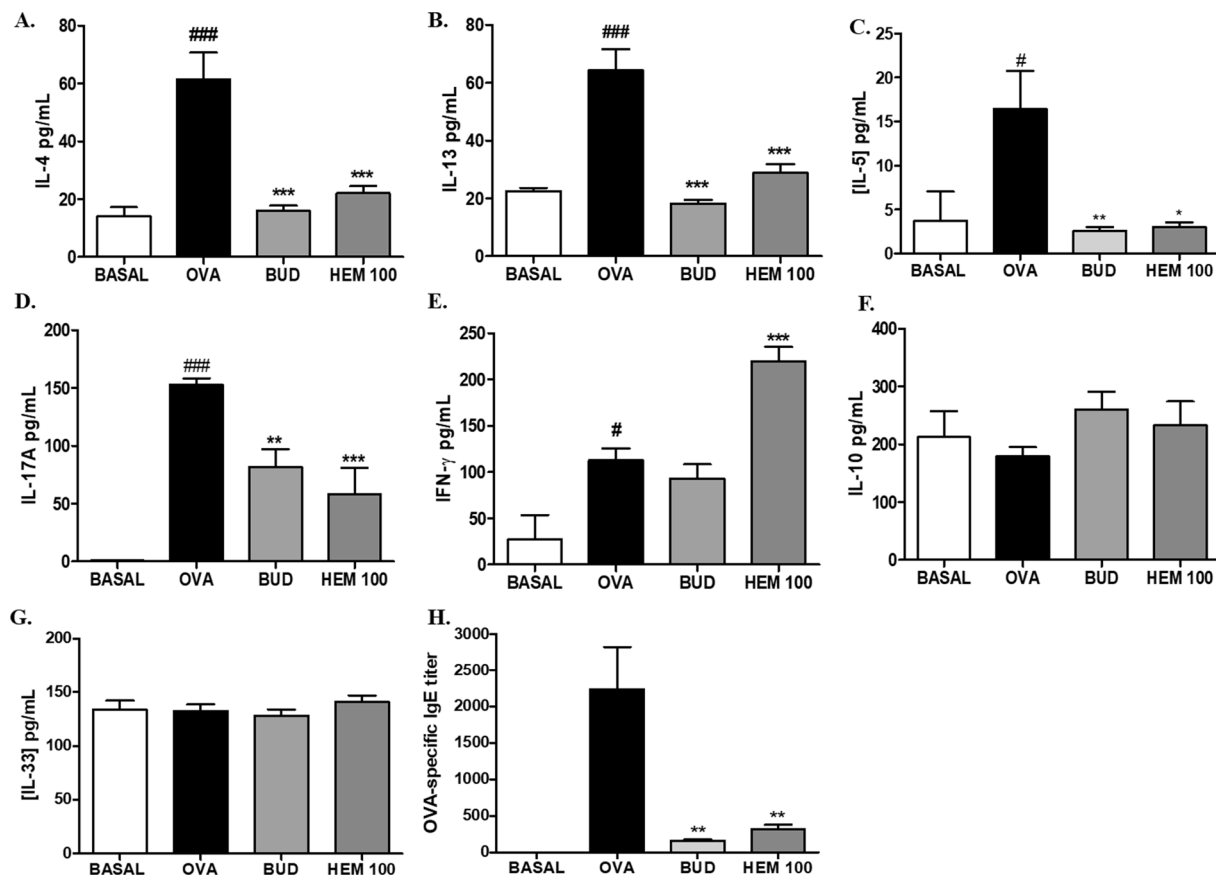 A.
IL-4 pg/mL
80
60
40
20
0
###
***
***
BASAL OVA BUD HEM 100
B.
IL-13 pg/mL
80
60
40
20
0
###
***
***
BASAL OVA BUD HEM 100
C.
[IL-5] pg/mL
25
20
15
10
5
0
#
**
*
BASAL OVA BUD HEM 100
D.
IL-17A pg/mL
200
150
100
50
0
###
**
***
BASAL OVA BUD HEM 100
E.
IFN-γ pg/mL
250
200
150
100
50
0
#
***
BASAL OVA BUD HEM 100
F.
IL-10 pg/mL
400
300
200
100
0
BASAL OVA BUD HEM 100
G.
[IL-33] pg/mL
200
150
100
50
0
BASAL OVA BUD HEM 100
H.
OVA-specific IgE titer
3000
2500
2000
1500
1000
500
0
**
**
BASAL OVA BUD HEM 100